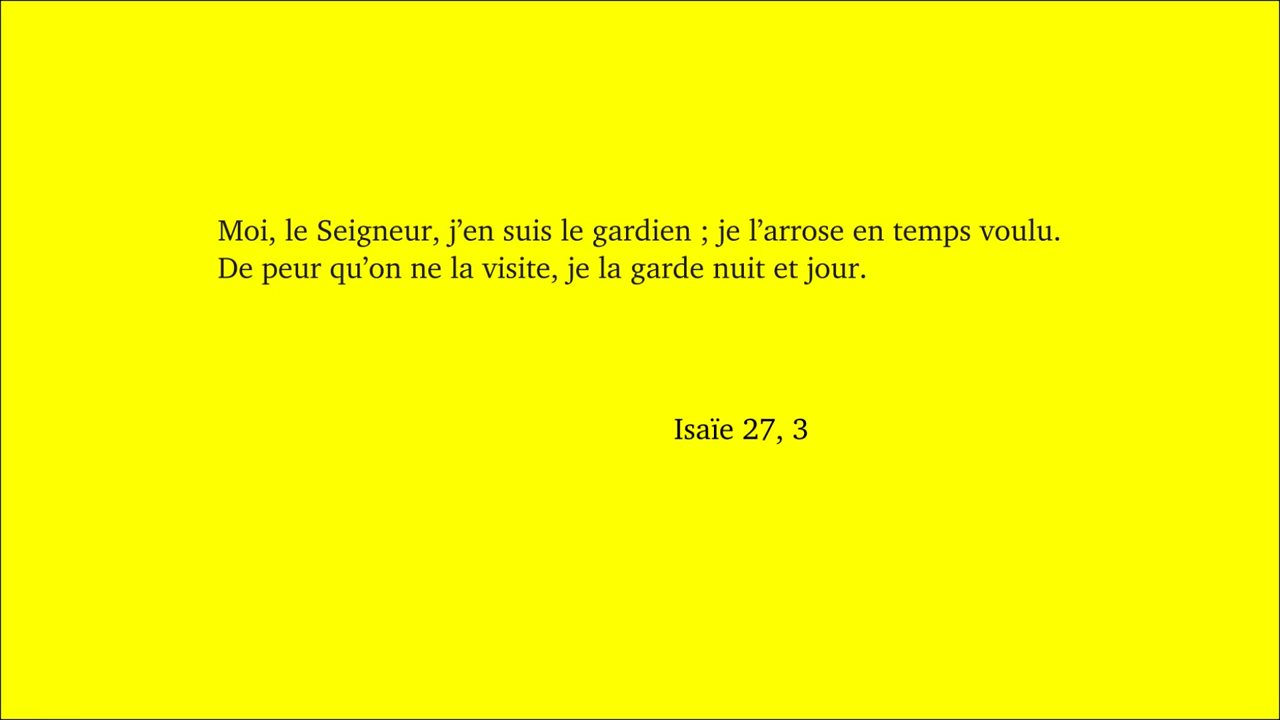 Moi, le Seigneur, j’en suis le gardien ; je l’arrose en temps voulu.
De peur qu’on ne la visite, je la garde nuit et jour.
Isaïe 27, 3